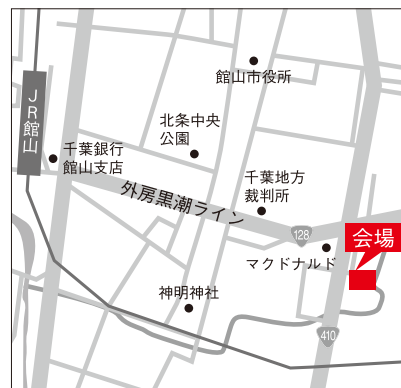 館山市役所
JR館山
北条中央
公園
千葉銀行
館山支店
千葉地方
裁判所
外房黒潮ライン
128
会場
マクドナルド
神明神社
410